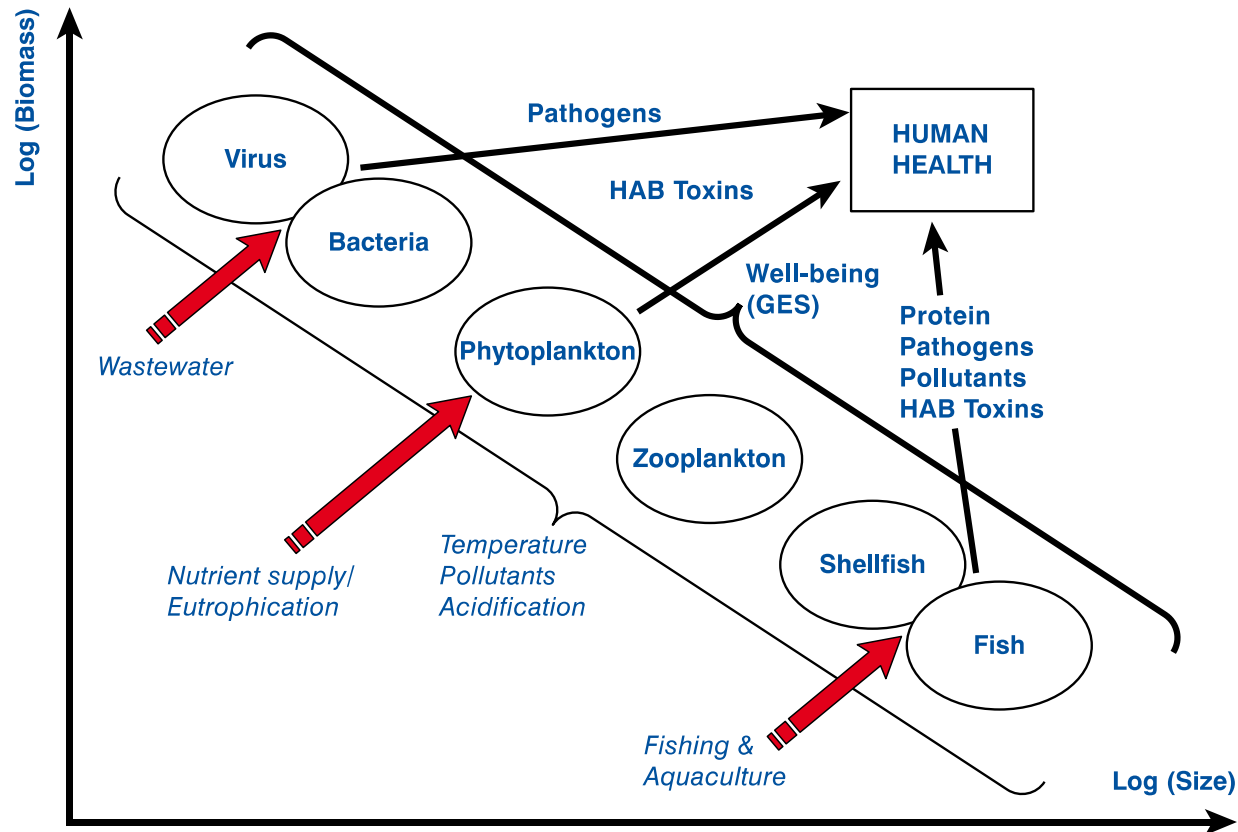 Log (Biomass)
Pathogens
HUMAN
HEALTH
Virus
HAB Toxins
Bacteria
Well-being
(GES)
Protein
Pathogens
Pollutants
HAB Toxins
Wastewater
Phytoplankton
Zooplankton
Nutrient supply/
Eutrophication
Temperature
Pollutants
Acidification
Shellfish
Fish
Fishing &
Aquaculture
Log (Size)